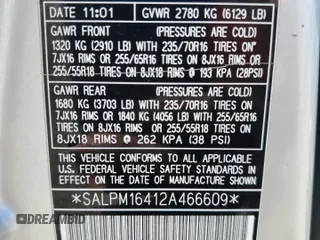 DATE 11:01 GVWR 2780 KG (6129 LB)
GAWR FRONT (PRESSURES ARE COLD)
1320 KG (2910 LB) WITH 235/70R16 TIRES ON
7JX16 RIMS OR 255/65R16 TIRES ON 8JX16 RIMS OR
255/55R18 TIRES ON 8JX18 RIMS @ 193 KPA (28PSI)
GAWR REAR (PRESSURES ARE COLD)
1680 KG (3703 LB) WITH 235/70R16 TIRES ON
7JX16 RIMS OR 1840 KG (4056 LB) WITH 255/65R16
TIRES ON 8JX16 RIMS OR 255/55R18 TIRES ON
8JX18 RIMS @ 262 KPA (38 PSI)
THIS VEHICLE CONFORMS TO ALL APPLICABLE
U.S. FEDERAL MOTOR VEHICLE SAFETY STANDARDS
IN EFFECT ON THE DATE OF MANUFACTURE SHOWN ABOVE
*SALPM16412A466609*
DREAMBID